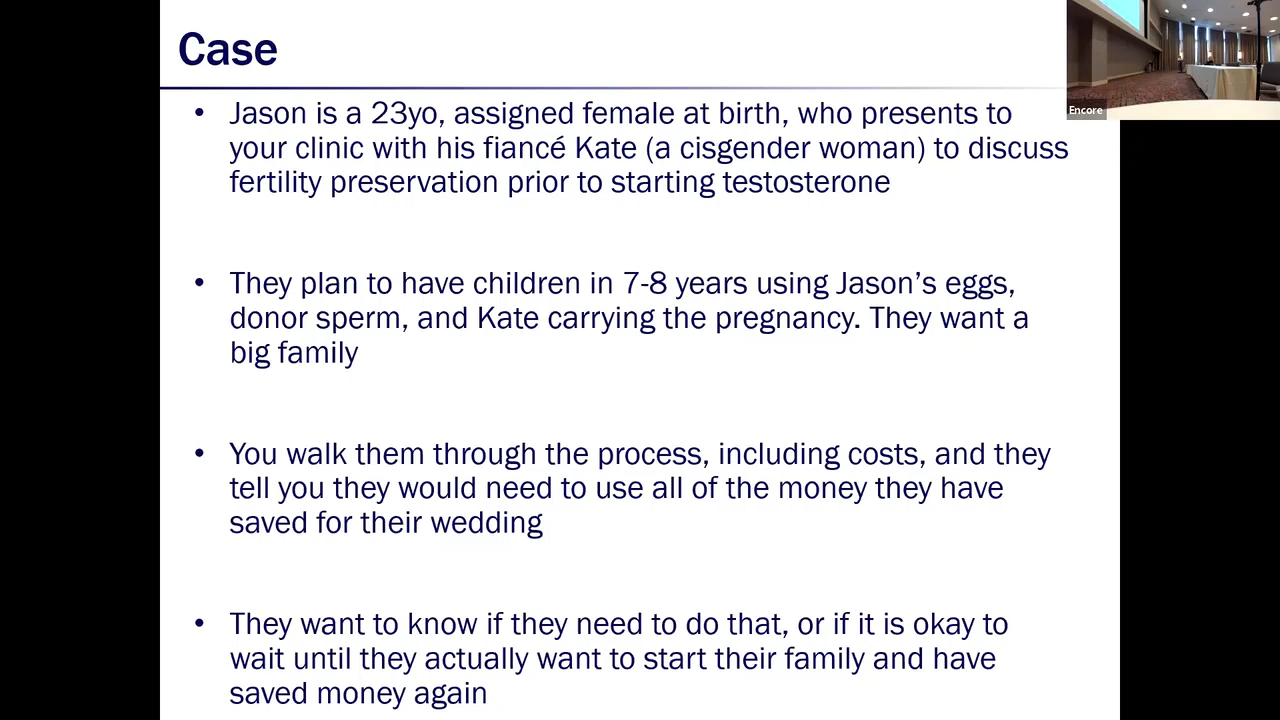 Case
Encore
• Jason is a 23yo, assigned female at birth, who presents to
your clinic with his fiancé Kate (a cisgender woman) to discuss
fertility preservation prior to starting testosterone
• They plan to have children in 7-8 years using Jason’s eggs,
donor sperm, and Kate carrying the pregnancy. They want a
big family
• You walk them through the process, including costs, and they
tell you they would need to use all of the money they have
saved for their wedding
• They want to know if they need to do that, or if it is okay to
wait until they actually want to start their family and have
saved money again